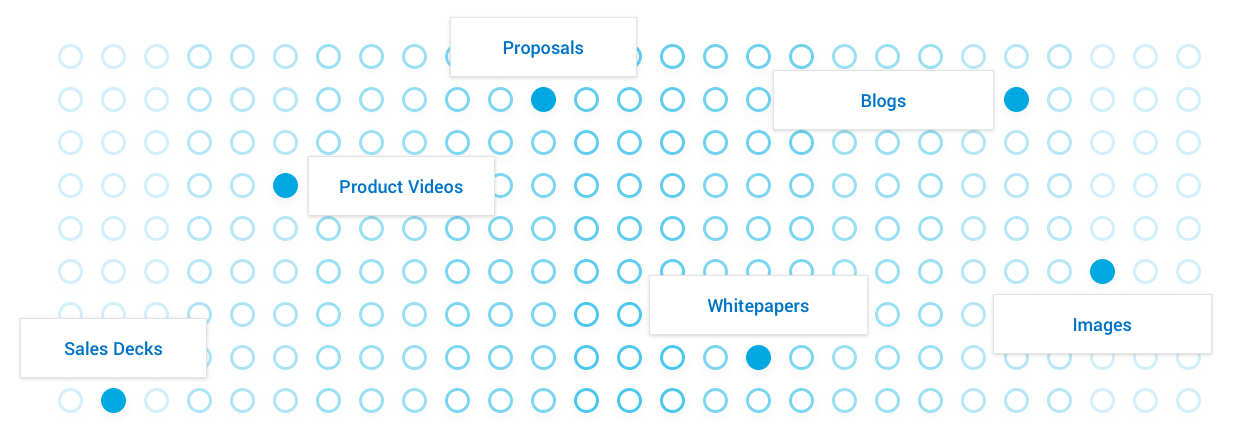 Proposals
Blogs
Product Videos
Whitepapers
Images
Sales Decks